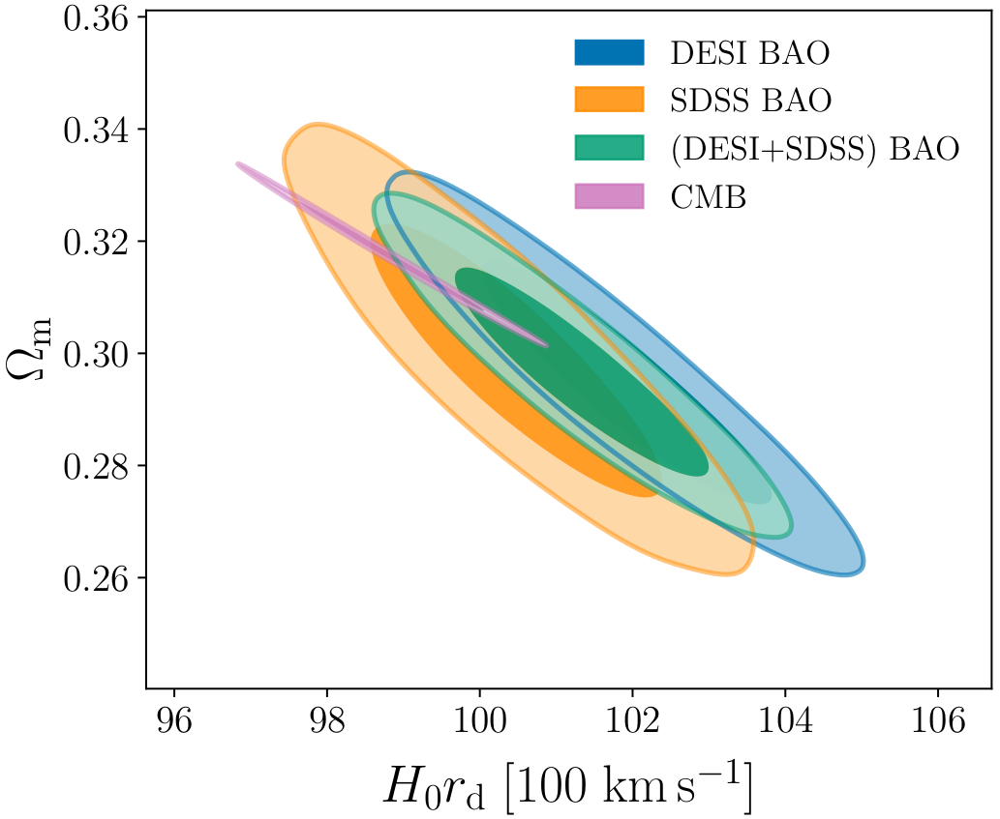 DESI BAO
SDSS BAO
(DESI+SDSS) BAO
CMB
0.36
0.34
0.32
0.30
0.28
0.26
Ωm
96 98 100 102 104 106
H₀r_d [100 km s⁻¹]